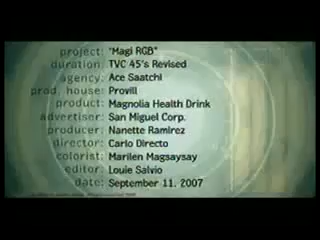 project: "Magi RGB"
duration: TVC 45's Revised
agency: Ace Saatchi
prod. house: Provill
product: Magnolia Health Drink
advertiser: San Miguel Corp.
producer: Nanette Ramirez
director: Carlo Directo
colorist: Marilen Magsaysay
editor: Louie Salvio
date: September 11, 2007